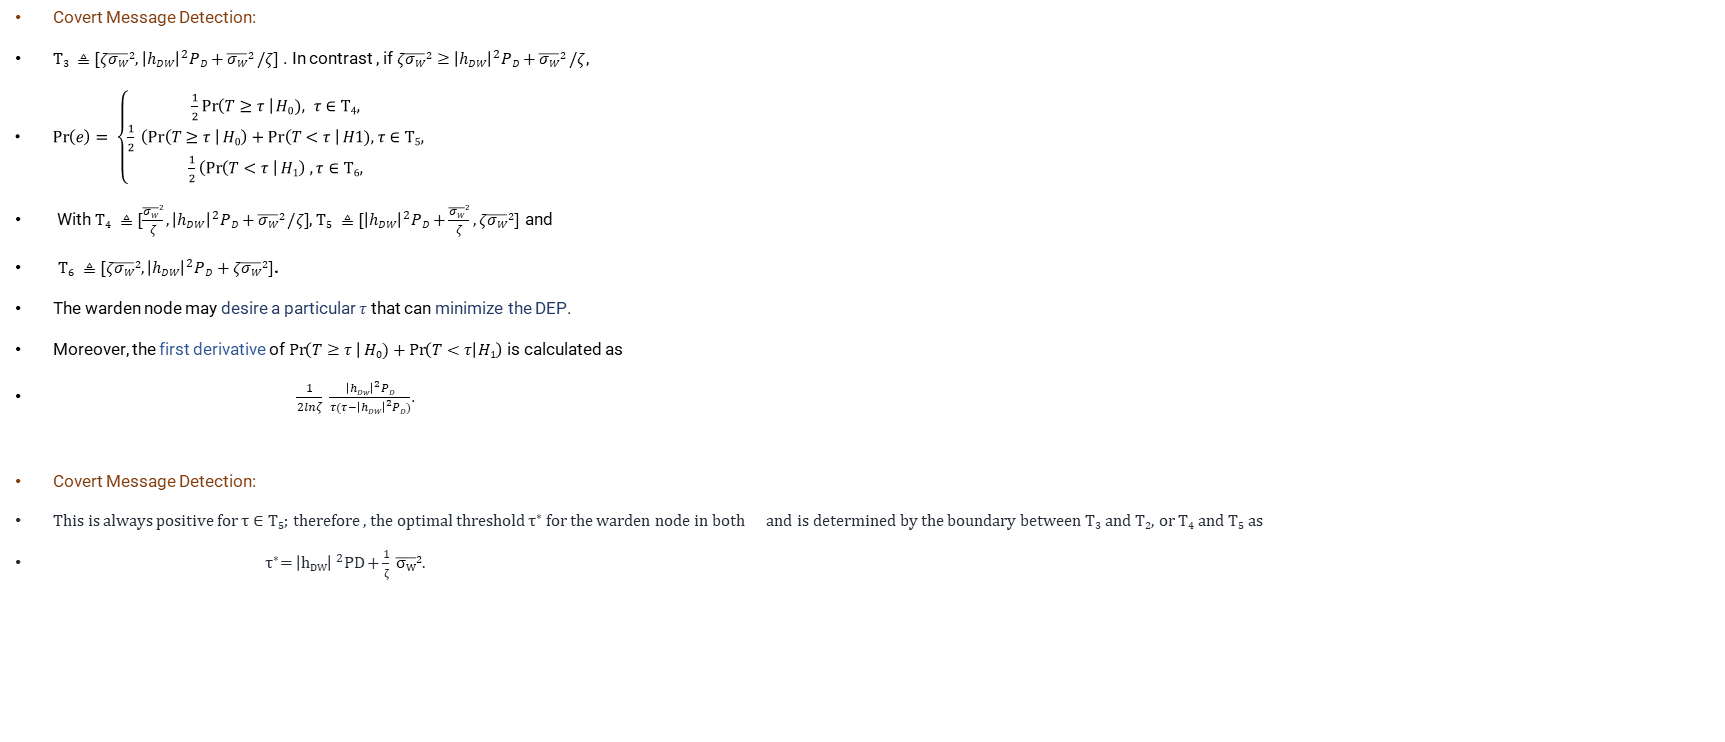 • Covert Message Detection:
• T₃ ≜ [ζσ̅_W², |h_DW|²P_D + σ̅_W²/ζ] . In contrast , if ζσ̅_W² ≥ |h_DW|²P_D + σ̅_W²/ζ,
½ Pr(T ≥ τ | H₀), τ ∈ T₄,
• Pr(e) = { ½ (Pr(T ≥ τ | H₀) + Pr(T < τ | H1), τ ∈ T₅,
½ (Pr(T < τ | H₁) , τ ∈ T₆,
• With T₄ ≜ [σ̅_W²/ζ, |h_DW|²P_D + σ̅_W²/ζ], T₅ ≜ [|h_DW|²P_D + σ̅_W²/ζ, ζσ̅_W²] and
• T₆ ≜ [ζσ̅_W², |h_DW|²P_D + ζσ̅_W²].
• The warden node may desire a particular τ that can minimize the DEP.
• Moreover, the first derivative of Pr(T ≥ τ | H₀) + Pr(T < τ|H₁) is calculated as
• 1/(2lnζ) |h_DW|²P_D/(τ(τ−|h_DW|²P_D)).
• Covert Message Detection:
• This is always positive for τ ∈ T₅; therefore , the optimal threshold τ* for the warden node in both and is determined by the boundary between T₃ and T₂, or T₄ and T₅ as
• τ*= |h_DW| ²PD + 1/ζ σ̅_W².